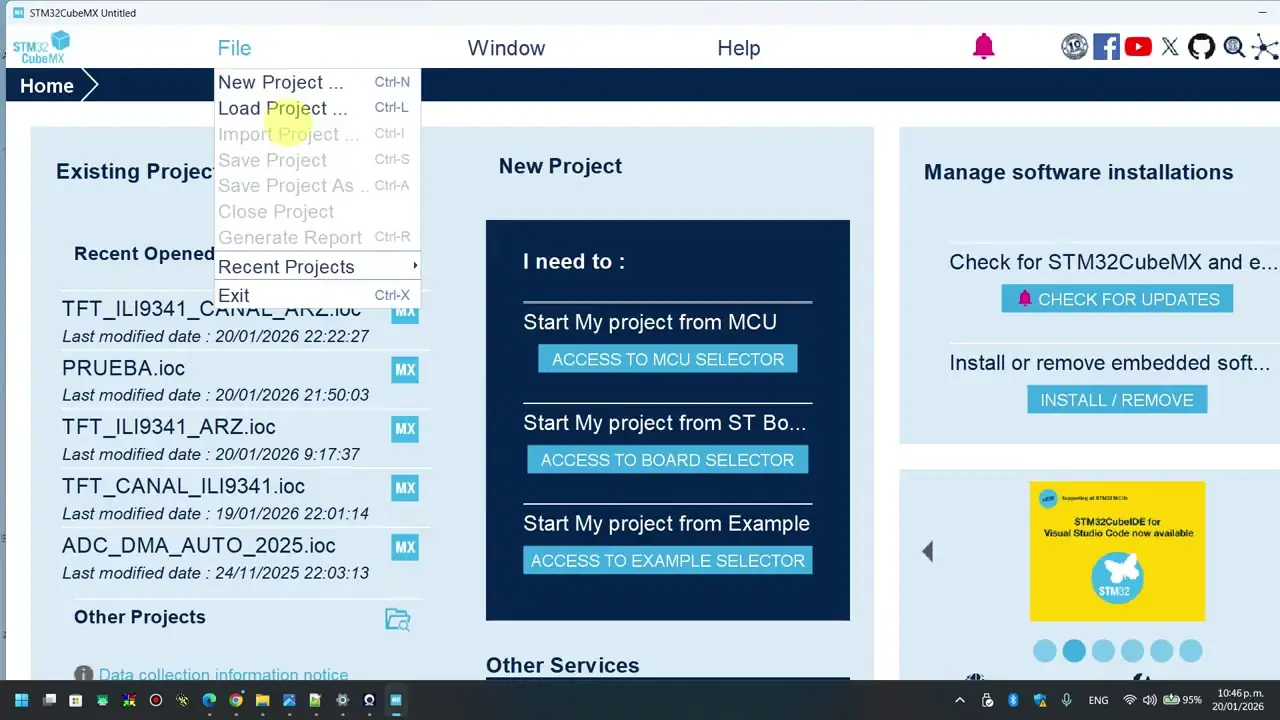 STM32CubeMX Untitled
STM32
CubeMX
File
Window
Help
Home
New Project ... Ctrl-N
Load Project ... Ctrl-L
Import Project ... Ctrl-I
Save Project Ctrl-S
Save Project As .. Ctrl-A
Close Project
Generate Report Ctrl-R
Recent Projects
Exit Ctrl-X
Existing Project
Recent Opened
TFT_ILI9341_CANAL_ARZ.ioc
MX
Last modified date : 20/01/2026 22:22:27
PRUEBA.ioc
MX
Last modified date : 20/01/2026 21:50:03
TFT_ILI9341_ARZ.ioc
MX
Last modified date : 20/01/2026 9:17:37
TFT_CANAL_ILI9341.ioc
MX
Last modified date : 19/01/2026 22:01:14
ADC_DMA_AUTO_2025.ioc
MX
Last modified date : 24/11/2025 22:03:13
Other Projects
Data collection information notice
New Project
I need to :
Start My project from MCU
ACCESS TO MCU SELECTOR
Start My project from ST Bo...
ACCESS TO BOARD SELECTOR
Start My project from Example
ACCESS TO EXAMPLE SELECTOR
Other Services
Manage software installations
Check for STM32CubeMX and e...
CHECK FOR UPDATES
Install or remove embedded soft...
INSTALL / REMOVE
Supporting all STM32 MCUs
STM32CubeIDE for
Visual Studio Code now available
STM32
ENG
95%
10:46 p.m.
20/01/2026